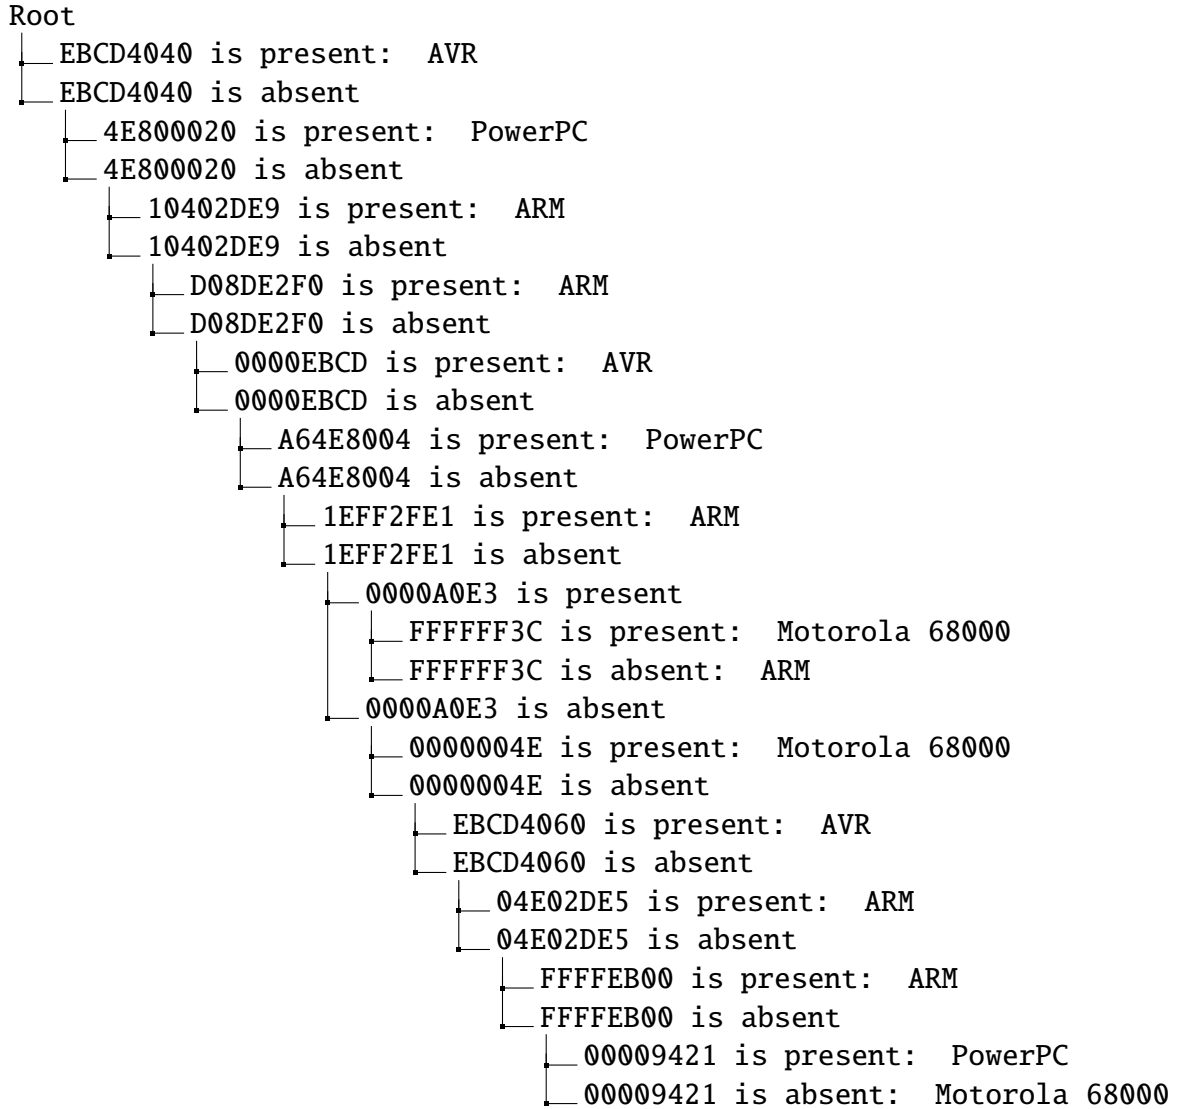 Root
EBCD4040 is present: AVR
EBCD4040 is absent
4E800020 is present: PowerPC
4E800020 is absent
10402DE9 is present: ARM
10402DE9 is absent
D08DE2F0 is present: ARM
D08DE2F0 is absent
0000EBCD is present: AVR
0000EBCD is absent
A64E8004 is present: PowerPC
A64E8004 is absent
1EFF2FE1 is present: ARM
1EFF2FE1 is absent
0000A0E3 is present
FFFFFF3C is present: Motorola 68000
FFFFFF3C is absent: ARM
0000A0E3 is absent
0000004E is present: Motorola 68000
0000004E is absent
EBCD4060 is present: AVR
EBCD4060 is absent
04E02DE5 is present: ARM
04E02DE5 is absent
FFFFEB00 is present: ARM
FFFFEB00 is absent
00009421 is present: PowerPC
00009421 is absent: Motorola 68000